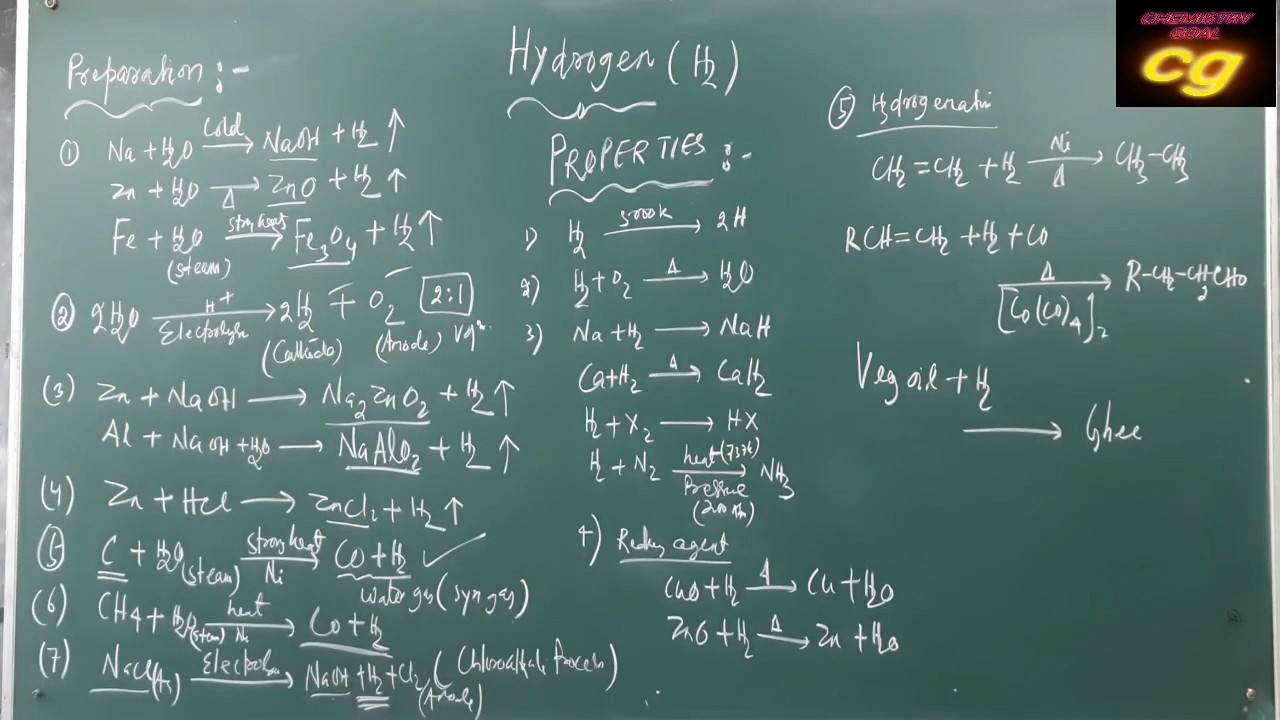 CHEMISTRY
GOAL
cg
Hydrogen (H₂)
Preparation :-
① Na + H₂O —Cold→ NaOH + H₂ ↑
Zn + H₂O —Δ→ ZnO + H₂ ↑
Fe + H₂O (steam) —strong heat→ Fe₃O₄ + H₂ ↑
② 2H₂O —H⁺ Electrolysis→ 2H₂ + O₂ [2:1]
(Cathode) (Anode)
(3) Zn + NaOH → Na₂ZnO₂ + H₂ ↑
Al + NaOH + H₂O → NaAlO₂ + H₂ ↑
(4) Zn + HCl → ZnCl₂ + H₂ ↑
(5) C + H₂O (steam) —strong heat Ni→ CO + H₂ ✓
water gas (syn gas)
(6) CH₄ + H₂O (steam) —heat Ni→ CO + H₂
(7) NaCl(aq) —Electrolysis→ NaOH + H₂ + Cl₂ (Chloroalkali Process)
(Anode)
PROPERTIES :-
1) H₂ —5000K→ 2H
2) H₂ + O₂ —Δ→ H₂O
3) Na + H₂ → NaH
Ca + H₂ —Δ→ CaH₂
H₂ + X₂ → HX
H₂ + N₂ —heat (737K) Pressure (200 atm)→ NH₃
4) Reducing agent
CuO + H₂ —Δ→ Cu + H₂O
ZnO + H₂ —Δ→ Zn + H₂O
⑤ Hydrogenation
CH₂=CH₂ + H₂ —Ni Δ→ CH₃-CH₃
RCH=CH₂ + H₂ + CO
—Δ [Co(CO)₄]₂→ R-CH₂-CH₂CHO
Veg oil + H₂
→ Ghee